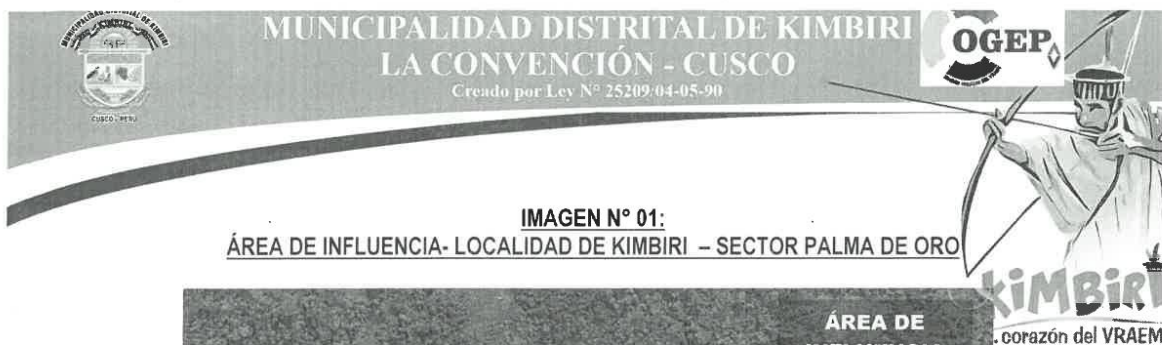 MUNICIPALIDAD DISTRITAL DE KIMBIRI
LA CONVENCIÓN - CUSCO
Creado por Ley Nº 25209/04-05-90
OGEP
CUSCO - PERU
IMAGEN N° 01:
ÁREA DE INFLUENCIA- LOCALIDAD DE KIMBIRI – SECTOR PALMA DE ORO
KiMBiRi
corazón del VRAEM
ÁREA DE